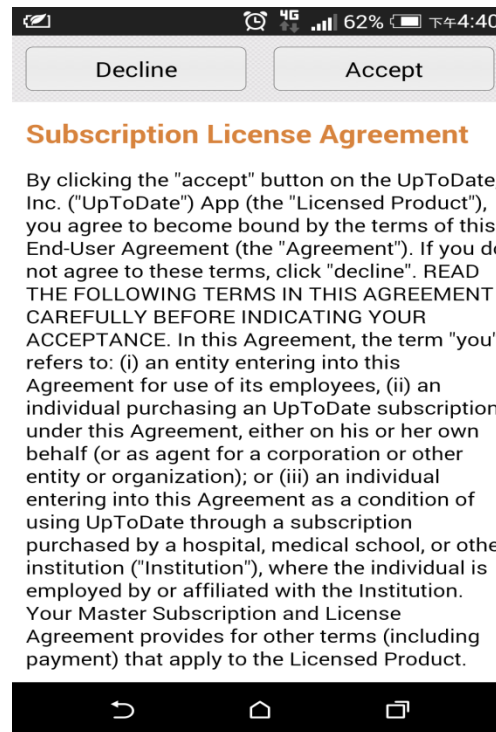 4G 62% 下午4:40
Decline Accept
Subscription License Agreement
By clicking the "accept" button on the UpToDate,
Inc. ("UpToDate") App (the "Licensed Product"),
you agree to become bound by the terms of this
End-User Agreement (the "Agreement"). If you do
not agree to these terms, click "decline". READ
THE FOLLOWING TERMS IN THIS AGREEMENT
CAREFULLY BEFORE INDICATING YOUR
ACCEPTANCE. In this Agreement, the term "you"
refers to: (i) an entity entering into this
Agreement for use of its employees, (ii) an
individual purchasing an UpToDate subscription
under this Agreement, either on his or her own
behalf (or as agent for a corporation or other
entity or organization); or (iii) an individual
entering into this Agreement as a condition of
using UpToDate through a subscription
purchased by a hospital, medical school, or othe
institution ("Institution"), where the individual is
employed by or affiliated with the Institution.
Your Master Subscription and License
Agreement provides for other terms (including
payment) that apply to the Licensed Product.